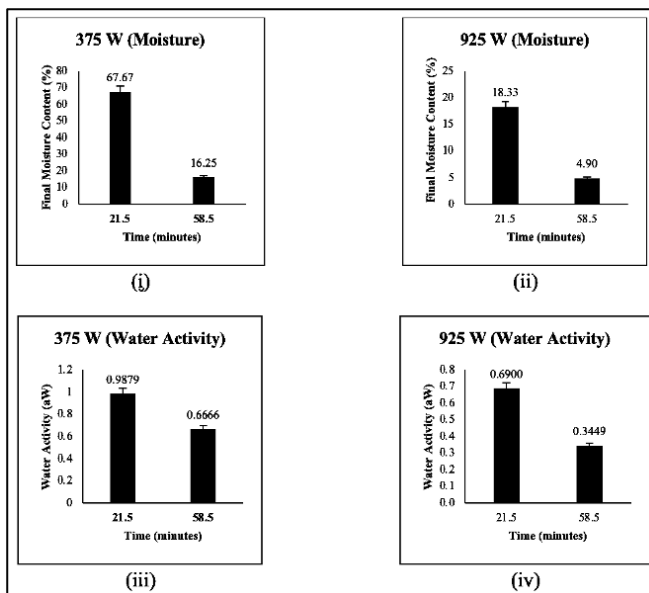 375 W (Moisture)
Final Moisture Content (%)
80
70
60
50
40
30
20
10
0
67.67
16.25
21.5 58.5
Time (minutes)
(i)
925 W (Moisture)
Final Moisture Content (%)
25
20
15
10
5
0
18.33
4.90
21.5 58.5
Time (minutes)
(ii)
375 W (Water Activity)
Water Activity (aW)
1.2
1
0.8
0.6
0.4
0.2
0
0.9879
0.6666
21.5 58.5
Time (minutes)
(iii)
925 W (Water Activity)
Water Activity (aW)
0.8
0.7
0.6
0.5
0.4
0.3
0.2
0.1
0.0
0.6900
0.3449
21.5 58.5
Time (minutes)
(iv)